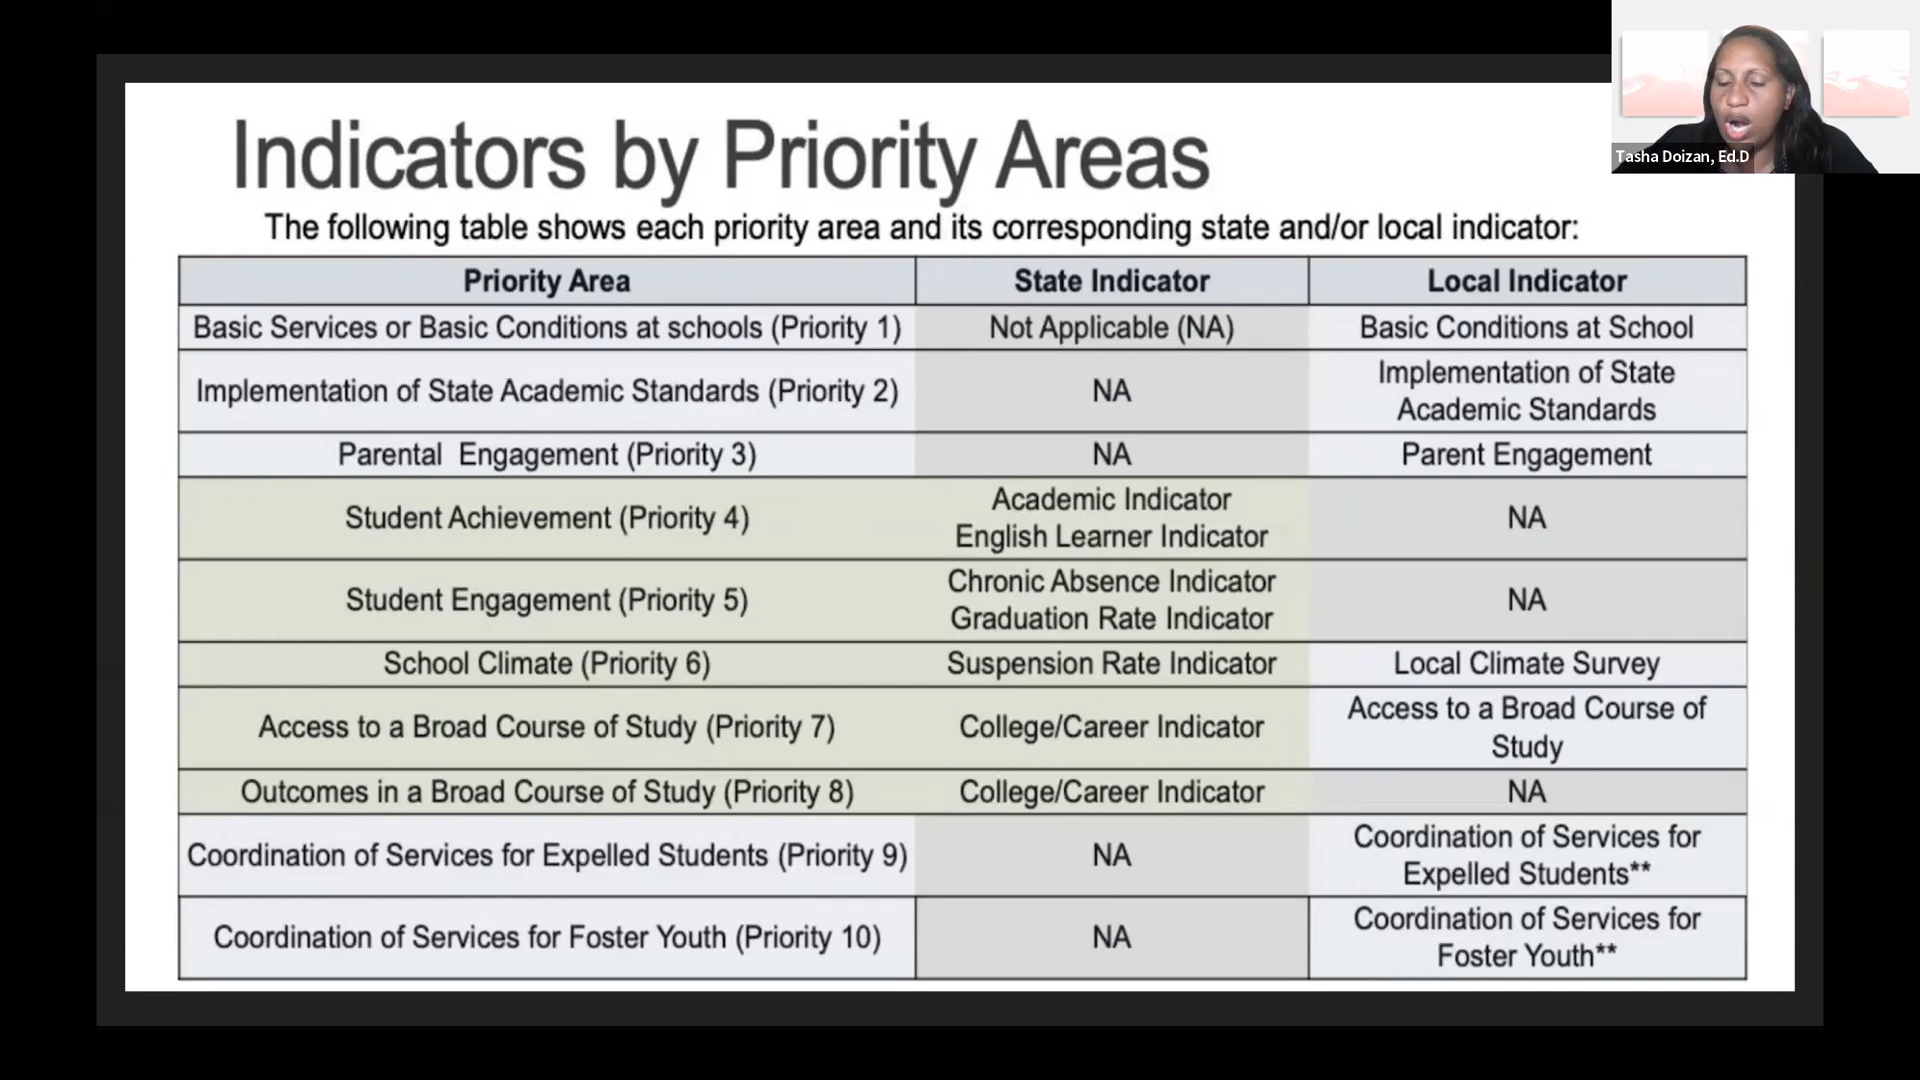 Indicators by Priority Areas
Tasha Doizan, Ed.D
The following table shows each priority area and its corresponding state and/or local indicator:
Priority Area State Indicator Local Indicator
Basic Services or Basic Conditions at schools (Priority 1) Not Applicable (NA) Basic Conditions at School
Implementation of State Academic Standards (Priority 2) NA Implementation of State
Academic Standards
Parental Engagement (Priority 3) NA Parent Engagement
Student Achievement (Priority 4) Academic Indicator
English Learner Indicator NA
Student Engagement (Priority 5) Chronic Absence Indicator
Graduation Rate Indicator NA
School Climate (Priority 6) Suspension Rate Indicator Local Climate Survey
Access to a Broad Course of Study (Priority 7) College/Career Indicator Access to a Broad Course of
Study
Outcomes in a Broad Course of Study (Priority 8) College/Career Indicator NA
Coordination of Services for Expelled Students (Priority 9) NA Coordination of Services for
Expelled Students**
Coordination of Services for Foster Youth (Priority 10) NA Coordination of Services for
Foster Youth**